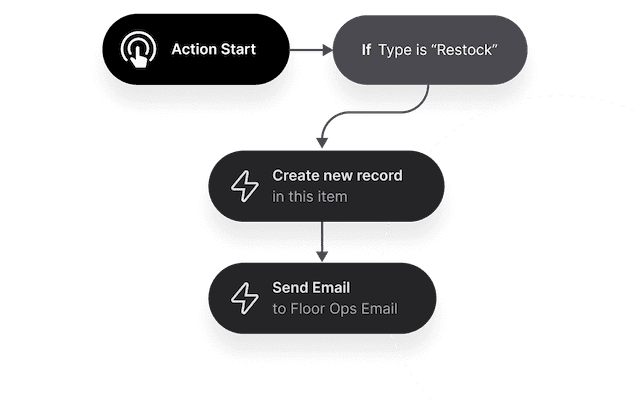 Action Start
If Type is “Restock”
Create new record
in this item
Send Email
to Floor Ops Email